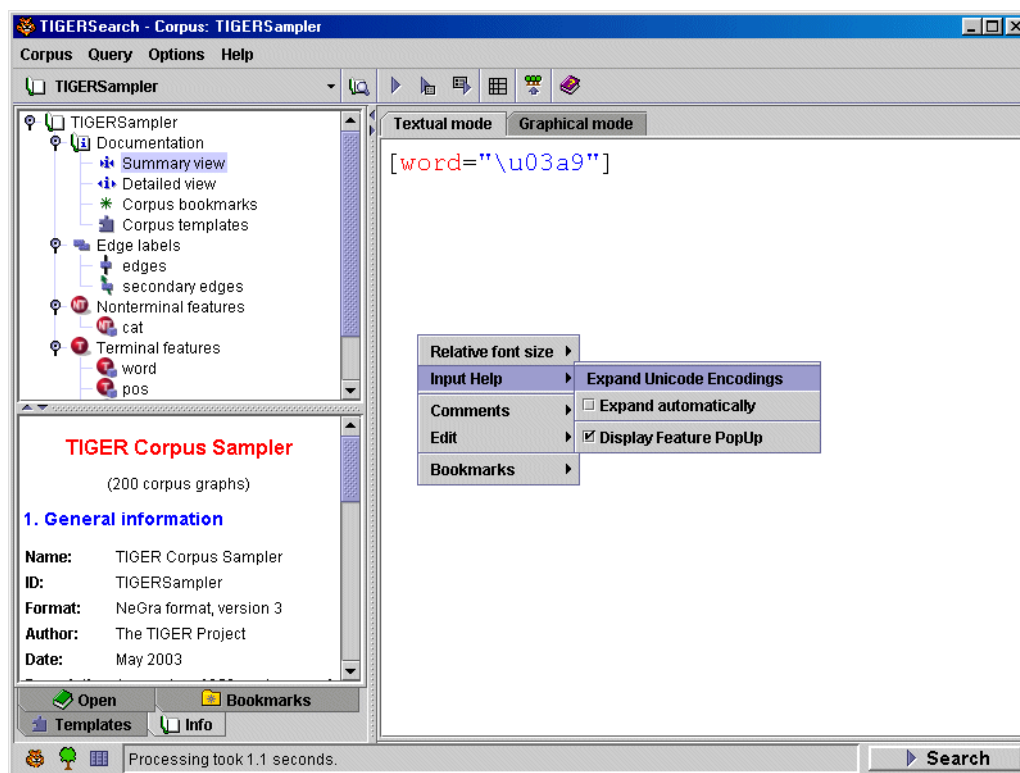 TIGERSearch - Corpus: TIGERSampler
Corpus Query Options Help
TIGERSampler
TIGERSampler
Documentation
Summary view
Detailed view
Corpus bookmarks
Corpus templates
Edge labels
edges
secondary edges
NT Nonterminal features
NT cat
T Terminal features
T word
T pos
TIGER Corpus Sampler
(200 corpus graphs)
1. General information
Name: TIGER Corpus Sampler
ID: TIGERSampler
Format: NeGra format, version 3
Author: The TIGER Project
Date: May 2003
Open Bookmarks
Templates Info
Textual mode Graphical mode
[word="\u03a9"]
Relative font size
Input Help
Comments
Edit
Bookmarks
Expand Unicode Encodings
Expand automatically
Display Feature PopUp
Processing took 1.1 seconds.
Search